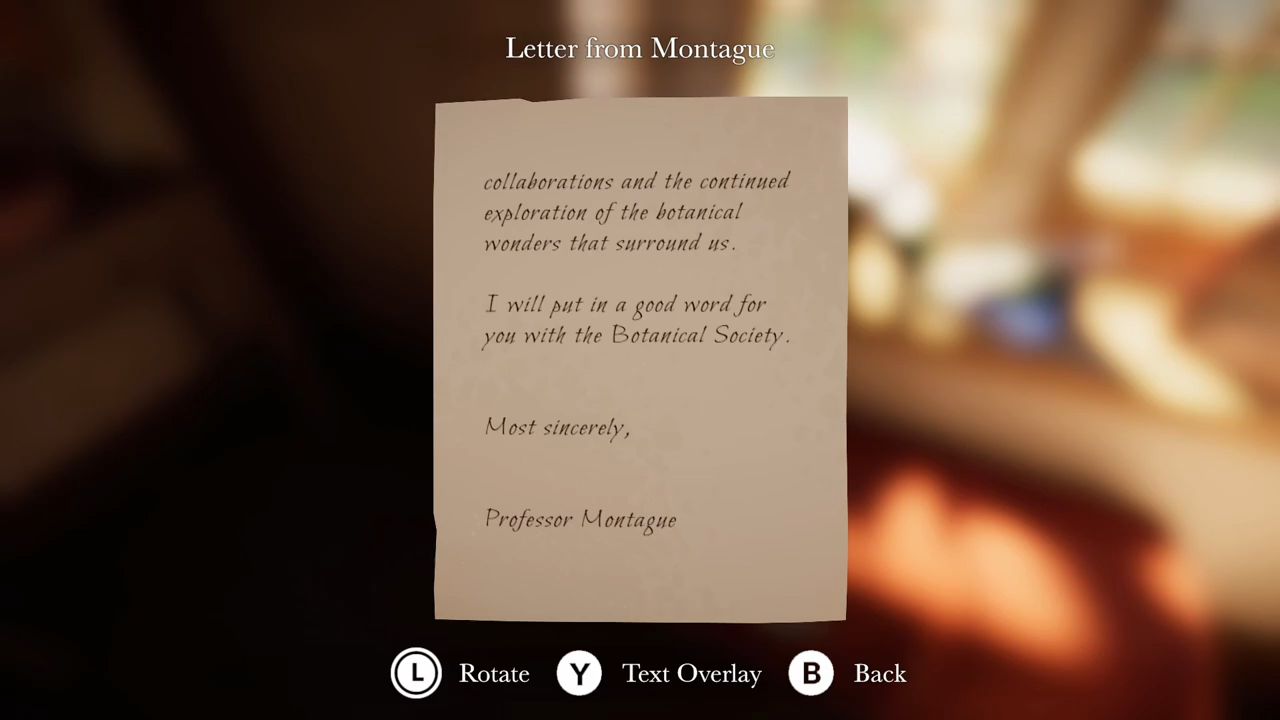 Letter from Montague
collaborations and the continued
exploration of the botanical
wonders that surround us.
I will put in a good word for
you with the Botanical Society.
Most sincerely,
Professor Montague
L Rotate Y Text Overlay B Back